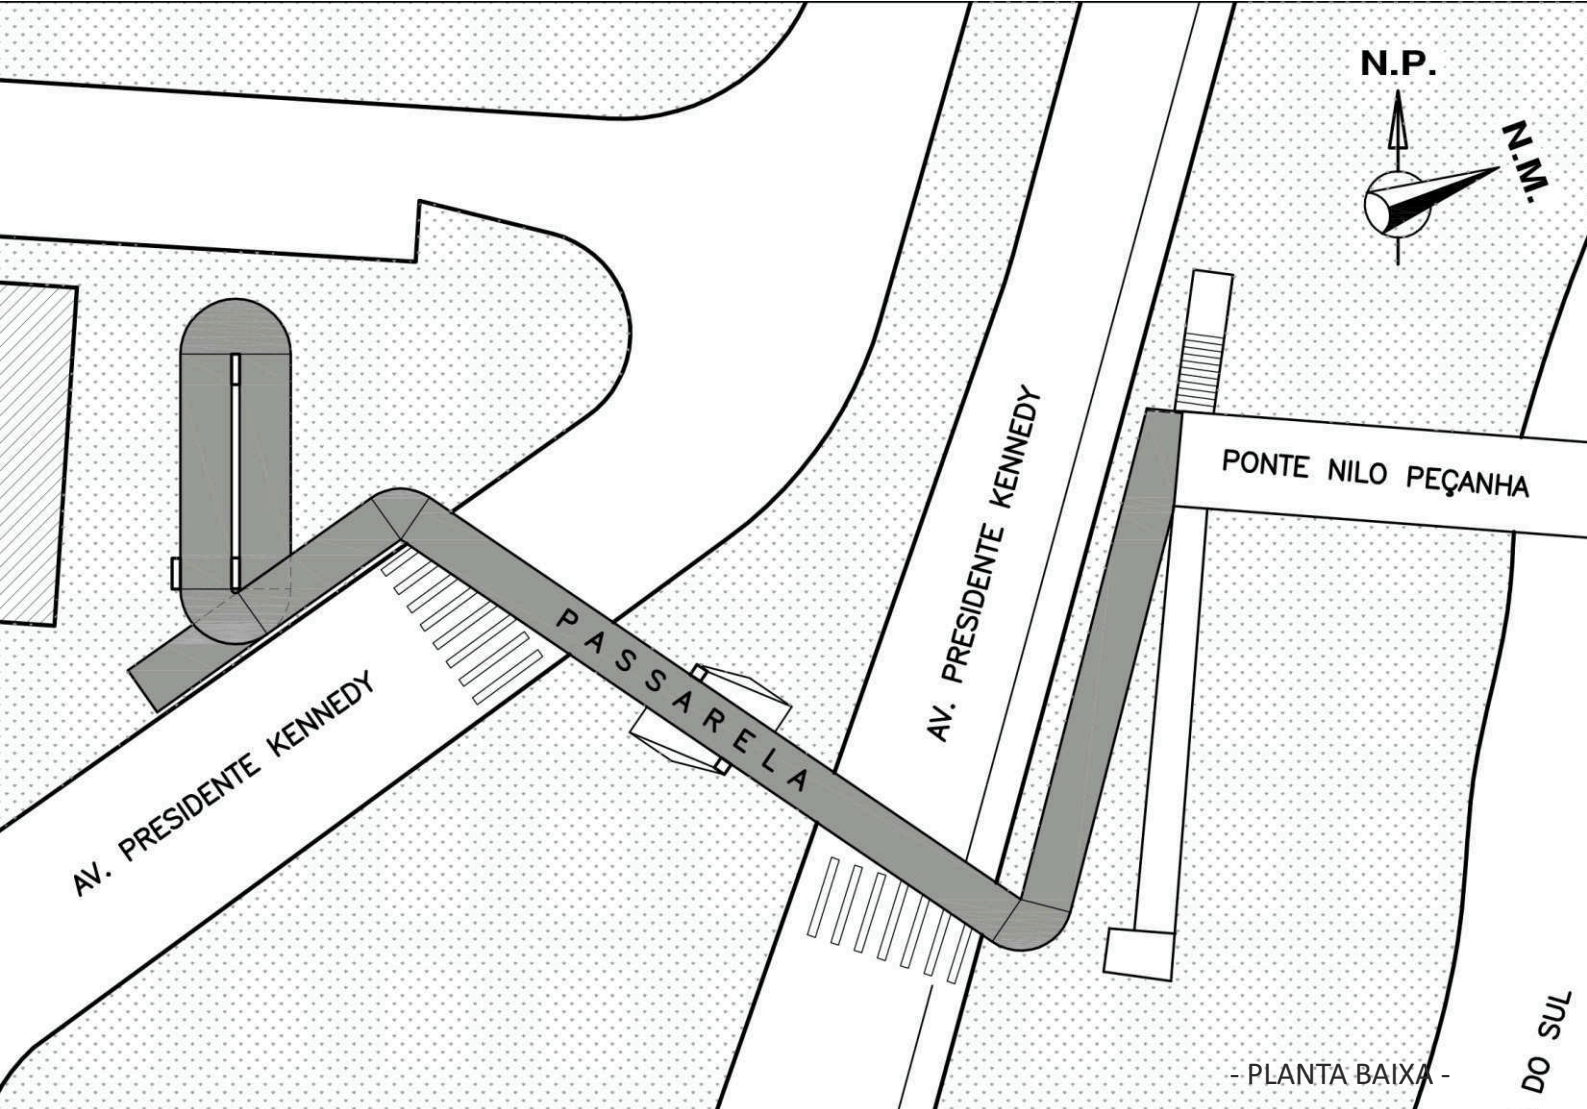 N.P.
N.M.
PONTE NILO PEÇANHA
AV. PRESIDENTE KENNEDY
PASSARELA
AV. PRESIDENTE KENNEDY
DO SUL
- PLANTA BAIXA -